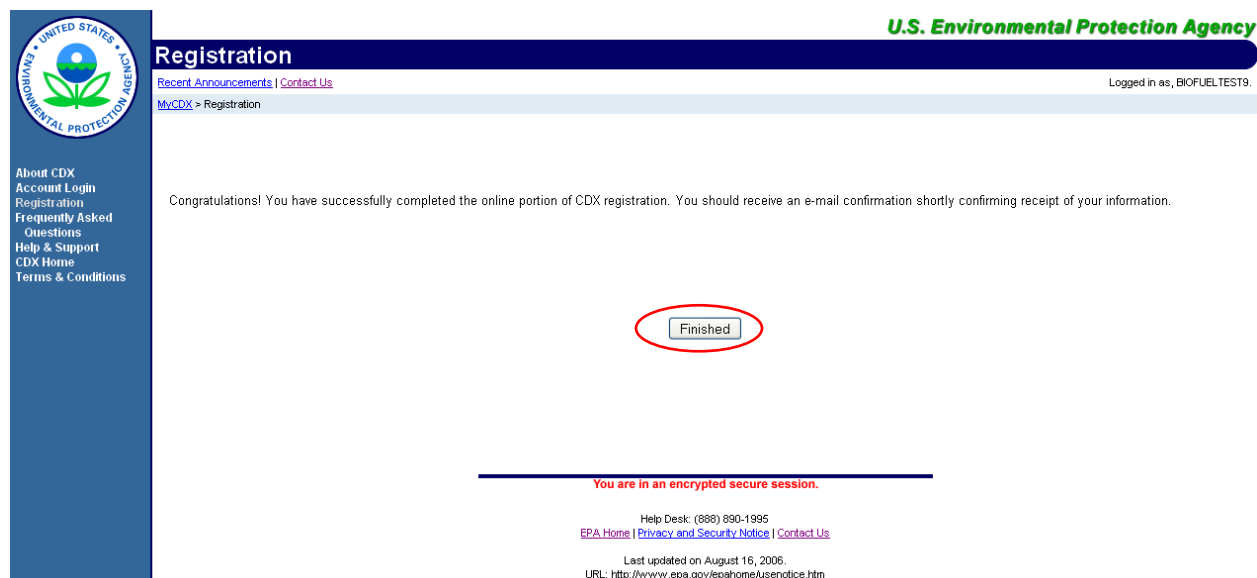 UNITED STATES
ENVIRONMENTAL PROTECTION AGENCY
U.S. Environmental Protection Agency
Registration
Recent Announcements | Contact Us
Logged in as, BIOFUELTEST9.
MyCDX > Registration
About CDX
Account Login
Registration
Frequently Asked
Questions
Help & Support
CDX Home
Terms & Conditions
Congratulations! You have successfully completed the online portion of CDX registration. You should receive an e-mail confirmation shortly confirming receipt of your information.
Finished
You are in an encrypted secure session.
Help Desk: (888) 890-1995
EPA Home | Privacy and Security Notice | Contact Us
Last updated on August 16, 2006.
URL: http://www.epa.gov/epahome/usenotice.htm